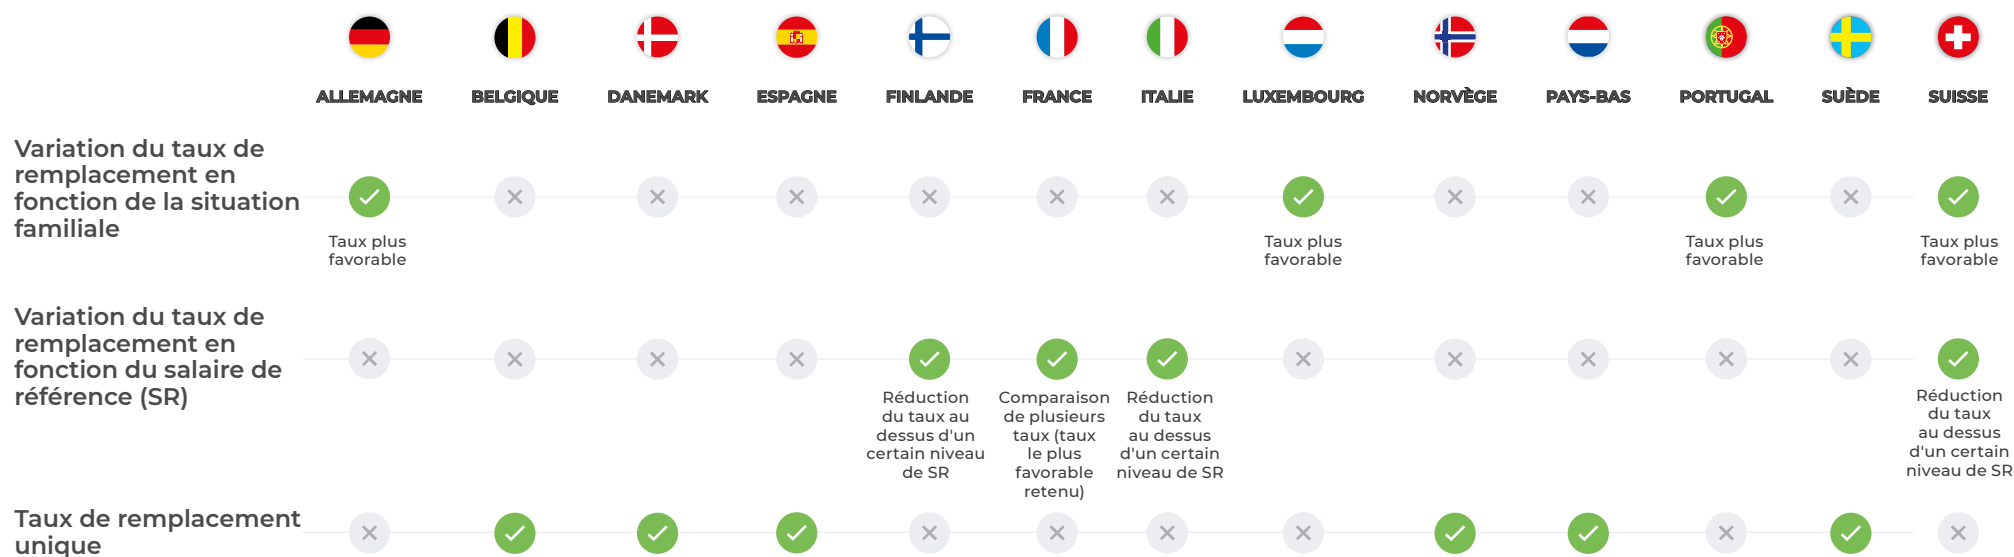 ALLEMAGNE BELGIQUE DANEMARK ESPAGNE FINLANDE FRANCE ITALIE LUXEMBOURG NORVÈGE PAYS-BAS PORTUGAL SUÈDE SUISSE
Variation du taux de
remplacement en
fonction de la situation
familiale
Taux plus
favorable
Taux plus
favorable
Taux plus
favorable
Taux plus
favorable
Variation du taux de
remplacement en
fonction du salaire de
référence (SR)
Réduction
du taux au
dessus d'un
certain niveau
de SR
Comparaison
de plusieurs
taux (taux
le plus
favorable
retenu)
Réduction
du taux
au dessus
d'un certain
niveau de SR
Réduction
du taux
au dessus
d'un certain
niveau de SR
Taux de remplacement
unique